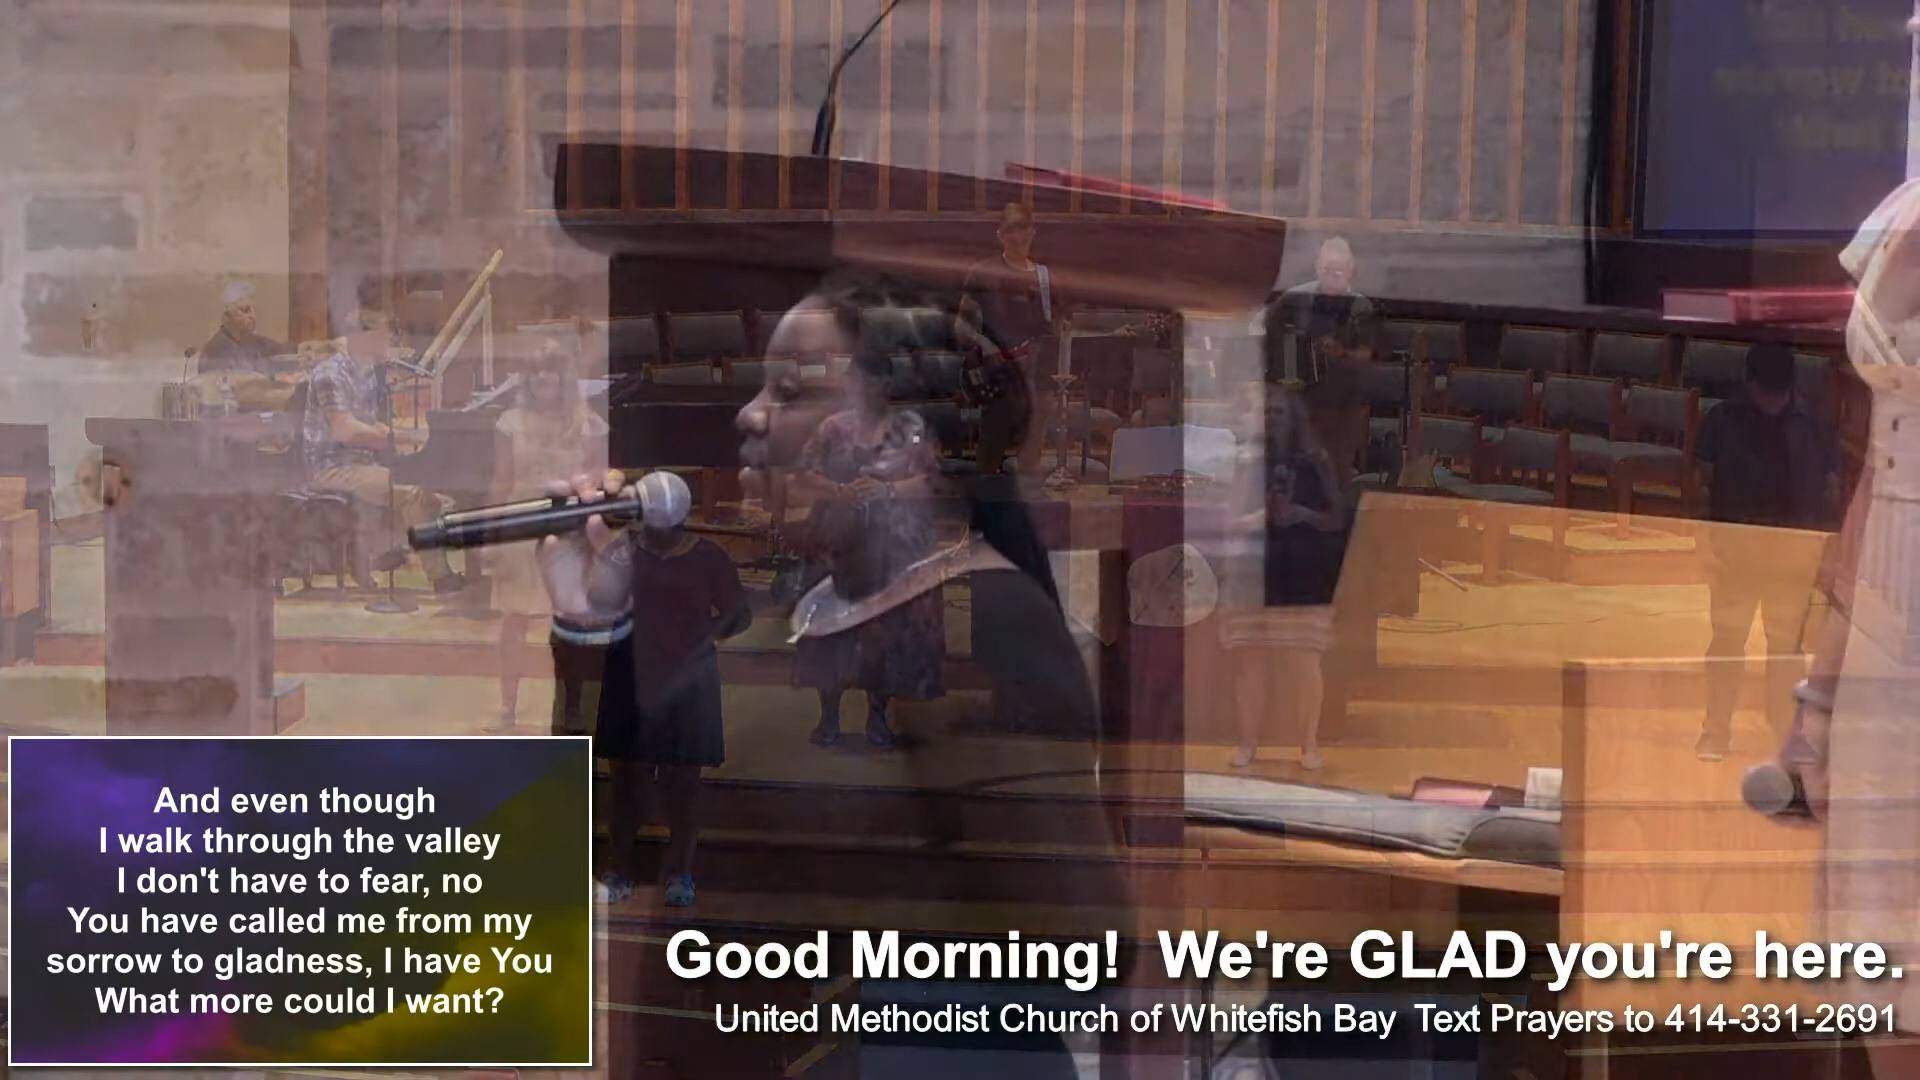 And even though
I walk through the valley
I don't have to fear, no
You have called me from my
sorrow to gladness, I have You
What more could I want?
Good Morning!  We're GLAD you're here.
United Methodist Church of Whitefish Bay  Text Prayers to 414-331-2691